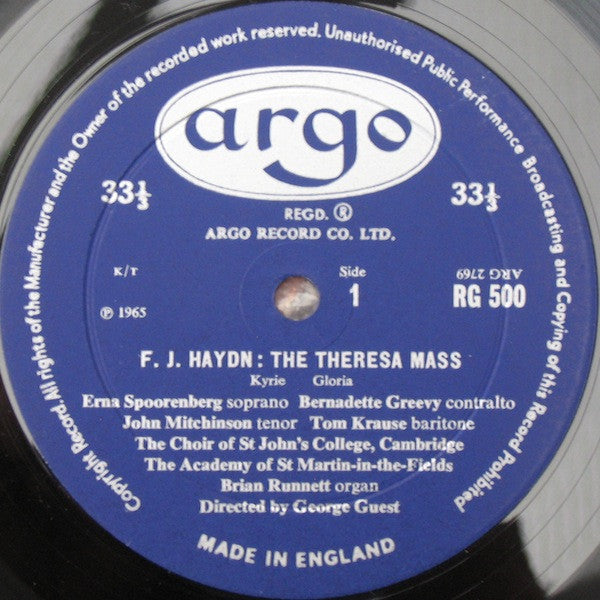 Copyright Record. All rights of the Manufacturer and the Owner of the recorded work reserved. Unauthorised Public Performance Broadcasting and Copying of this Record Prohibited
argo
33⅓
33⅓
REGD. ®
ARGO RECORD CO. LTD.
K/T
Side
ARG 2769
℗ 1965
1
RG 500
F. J. HAYDN: THE THERESA MASS
Kyrie Gloria
Erna Spoorenberg soprano Bernadette Greevy contralto
John Mitchinson tenor Tom Krause baritone
The Choir of St John's College, Cambridge
The Academy of St Martin-in-the-Fields
Brian Runnett organ
Directed by George Guest
MADE IN ENGLAND